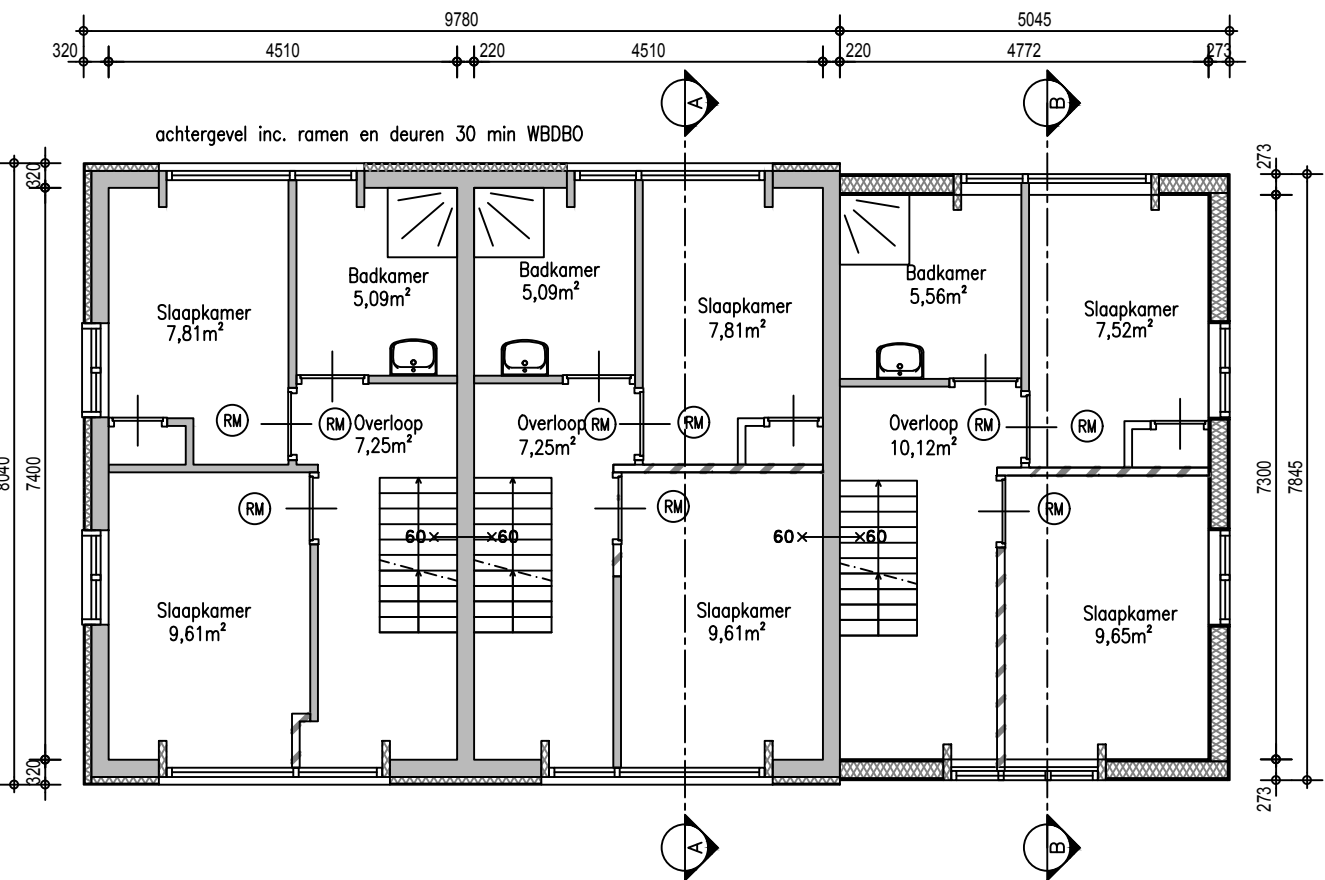 9780 5045
320 4510 220 4510 220 4772 273
A B
achtergevel inc. ramen en deuren 30 min WBDBO
320 273
Badkamer
5,09m²
Badkamer
5,09m²
Badkamer
5,56m²
Slaapkamer
7,81m²
Slaapkamer
7,81m²
Slaapkamer
7,52m²
RM RM Overloop
7,25m²
Overloop RM RM
7,25m²
Overloop RM RM
10,12m²
8040 7400 7300 7845
RM RM RM
60 60 60 60
Slaapkamer
9,61m²
Slaapkamer
9,61m²
Slaapkamer
9,65m²
320 273
A B